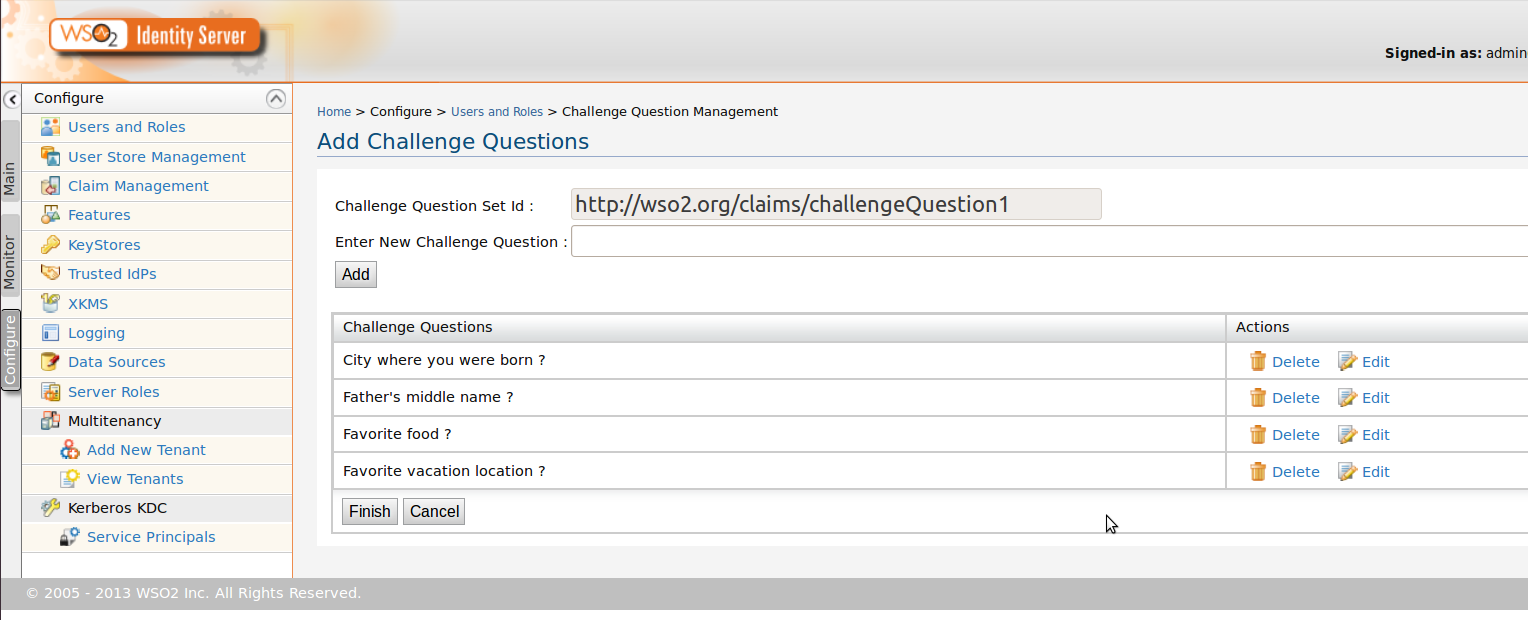 WSO2 Identity Server
Signed-in as: admin
Main
Monitor
Configure
Configure
Users and Roles
User Store Management
Claim Management
Features
KeyStores
Trusted IdPs
XKMS
Logging
Data Sources
Server Roles
Multitenancy
Add New Tenant
View Tenants
Kerberos KDC
Service Principals
Home > Configure > Users and Roles > Challenge Question Management
Add Challenge Questions
Challenge Question Set Id : http://wso2.org/claims/challengeQuestion1
Enter New Challenge Question :
Add
Challenge Questions Actions
City where you were born ? Delete Edit
Father's middle name ? Delete Edit
Favorite food ? Delete Edit
Favorite vacation location ? Delete Edit
Finish Cancel
© 2005 - 2013 WSO2 Inc. All Rights Reserved.